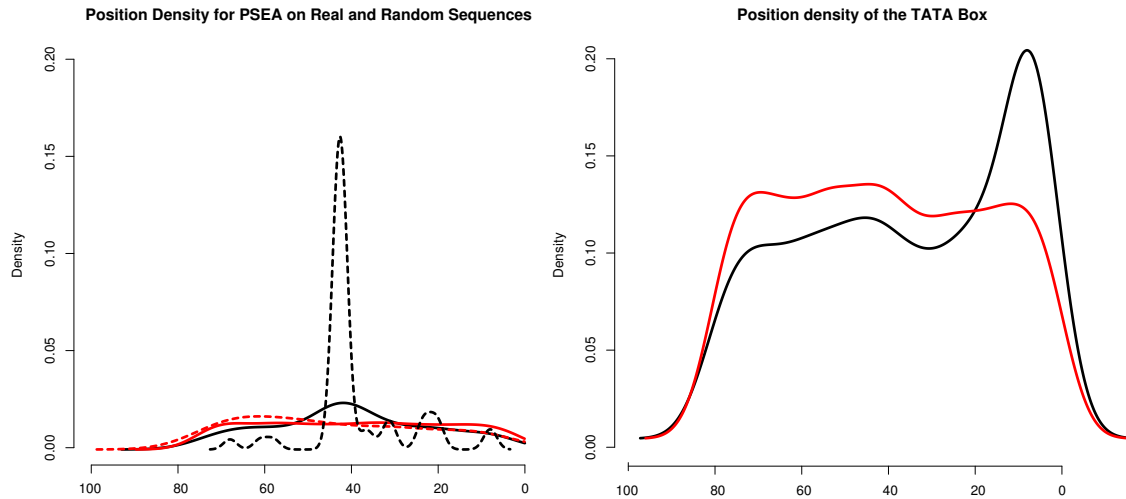 Position Density for PSEA on Real and Random Sequences
Density
0.20
0.15
0.10
0.05
0.00
100 80 60 40 20 0
Position density of the TATA Box
Density
0.20
0.15
0.10
0.05
0.00
100 80 60 40 20 0